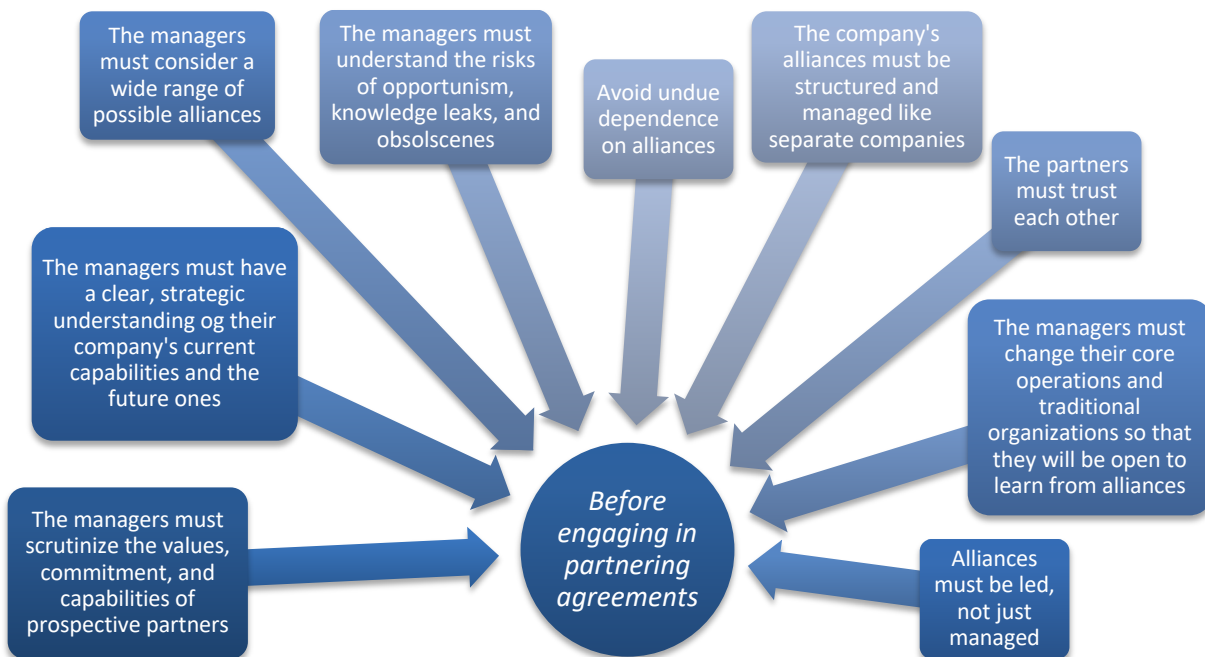 The managers
must consider a
wide range of
possible alliances
The managers must
understand the risks
of opportunism,
knowledge leaks, and
obsolscenes
Avoid undue
dependence
on alliances
The company's
alliances must be
structured and
managed like
separate companies
The partners
must trust
each other
The managers must have
a clear, strategic
understanding og their
company's current
capabilities and the
future ones
The managers must
change their core
operations and
traditional
organizations so that
they will be open to
learn from alliances
The managers must
scrutinize the values,
commitment, and
capabilities of
prospective partners
Before
engaging in
partnering
agreements
Alliances
must be led,
not just
managed